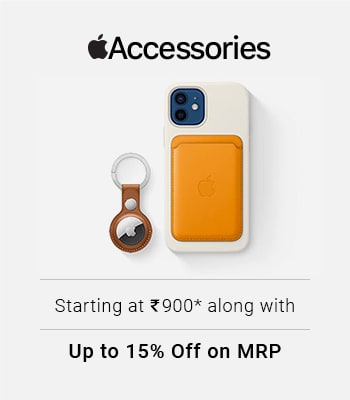 Accessories
Starting at ₹900* along with
Up to 15% Off on MRP